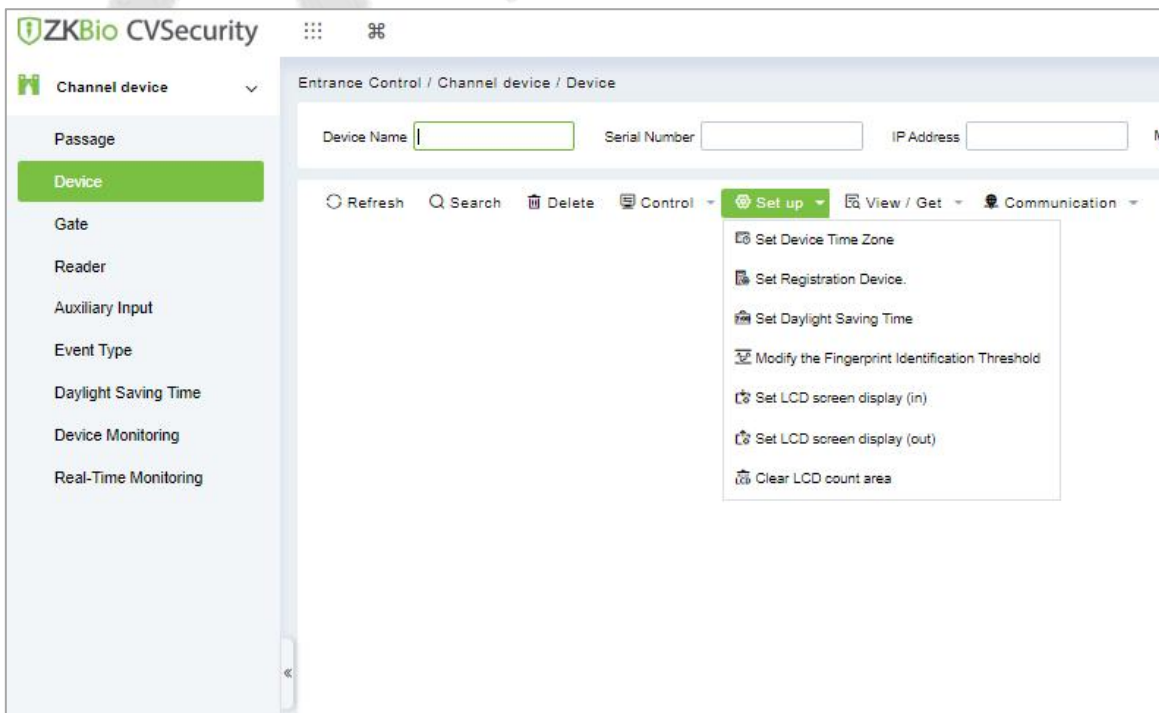 ZKBio CVSecurity
Channel device
Entrance Control / Channel device / Device
Passage
Device
Gate
Reader
Auxiliary Input
Event Type
Daylight Saving Time
Device Monitoring
Real-Time Monitoring
Device Name Serial Number IP Address
Refresh Search Delete Control Set up View / Get Communication
Set Device Time Zone
Set Registration Device.
Set Daylight Saving Time
Modify the Fingerprint Identification Threshold
Set LCD screen display (in)
Set LCD screen display (out)
Clear LCD count area